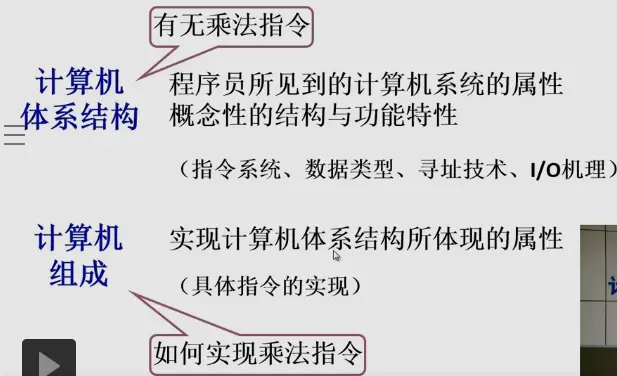 有无乘法指令
计算机
体系结构
程序员所见到的计算机系统的属性
概念性的结构与功能特性
（指令系统、数据类型、寻址技术、I/O机理）
计算机
组成
实现计算机体系结构所体现的属性
（具体指令的实现）
如何实现乘法指令